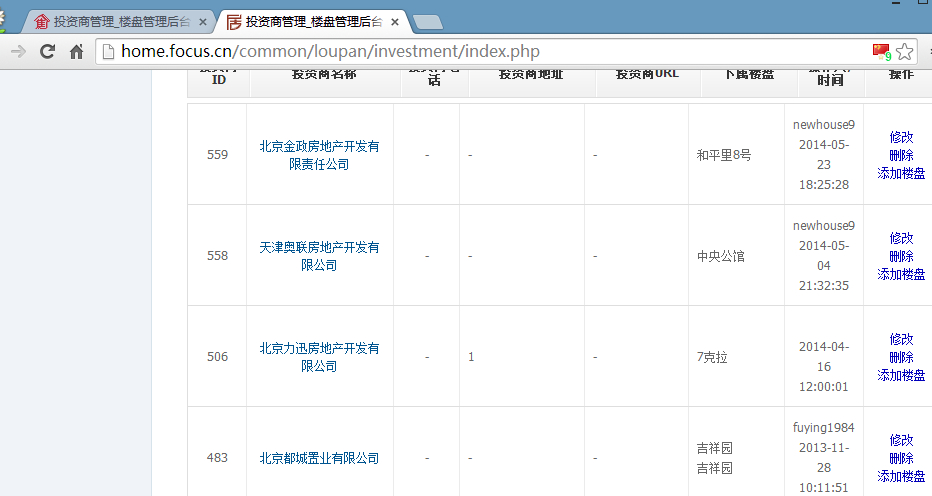 投资商管理_楼盘管理后台
投资商管理_楼盘管理后台
home.focus.cn/common/loupan/investment/index.php
9
ID
投资商名称
话
投资商地址
投资商URL
下属楼盘
时间
操作
559
北京金政房地产开发有
限责任公司
-
-
-
和平里8号
newhouse9
2014-05-
23
18:25:28
修改
删除
添加楼盘
558
天津奥联房地产开发有
限公司
-
-
-
中央公馆
newhouse9
2014-05-
04
21:32:35
修改
删除
添加楼盘
506
北京力迅房地产开发有
限公司
-
1
-
7克拉
2014-04-
16
12:00:01
修改
删除
添加楼盘
483
北京都城置业有限公司
-
-
-
吉祥园
吉祥园
fuying1984
2013-11-
28
10:11:51
修改
删除
添加楼盘